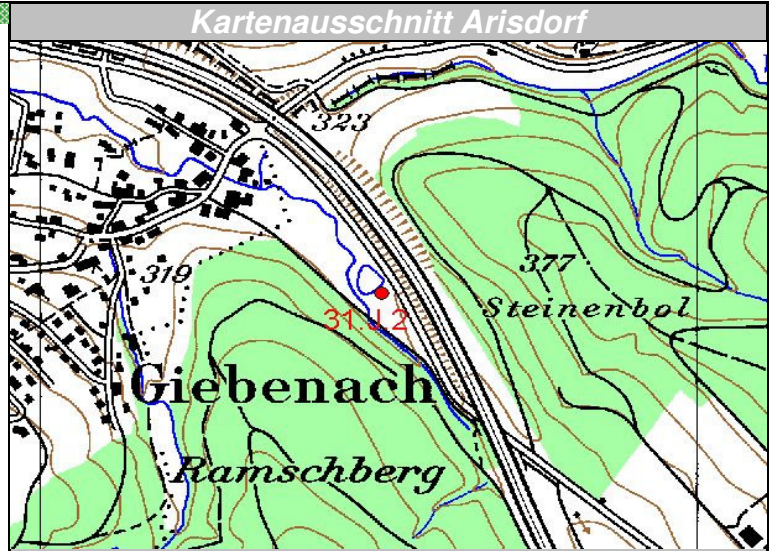 Kartenausschnitt Arisdorf
323
319
377
Steinenbol
31.J.2
Giebenach
Ramschberg